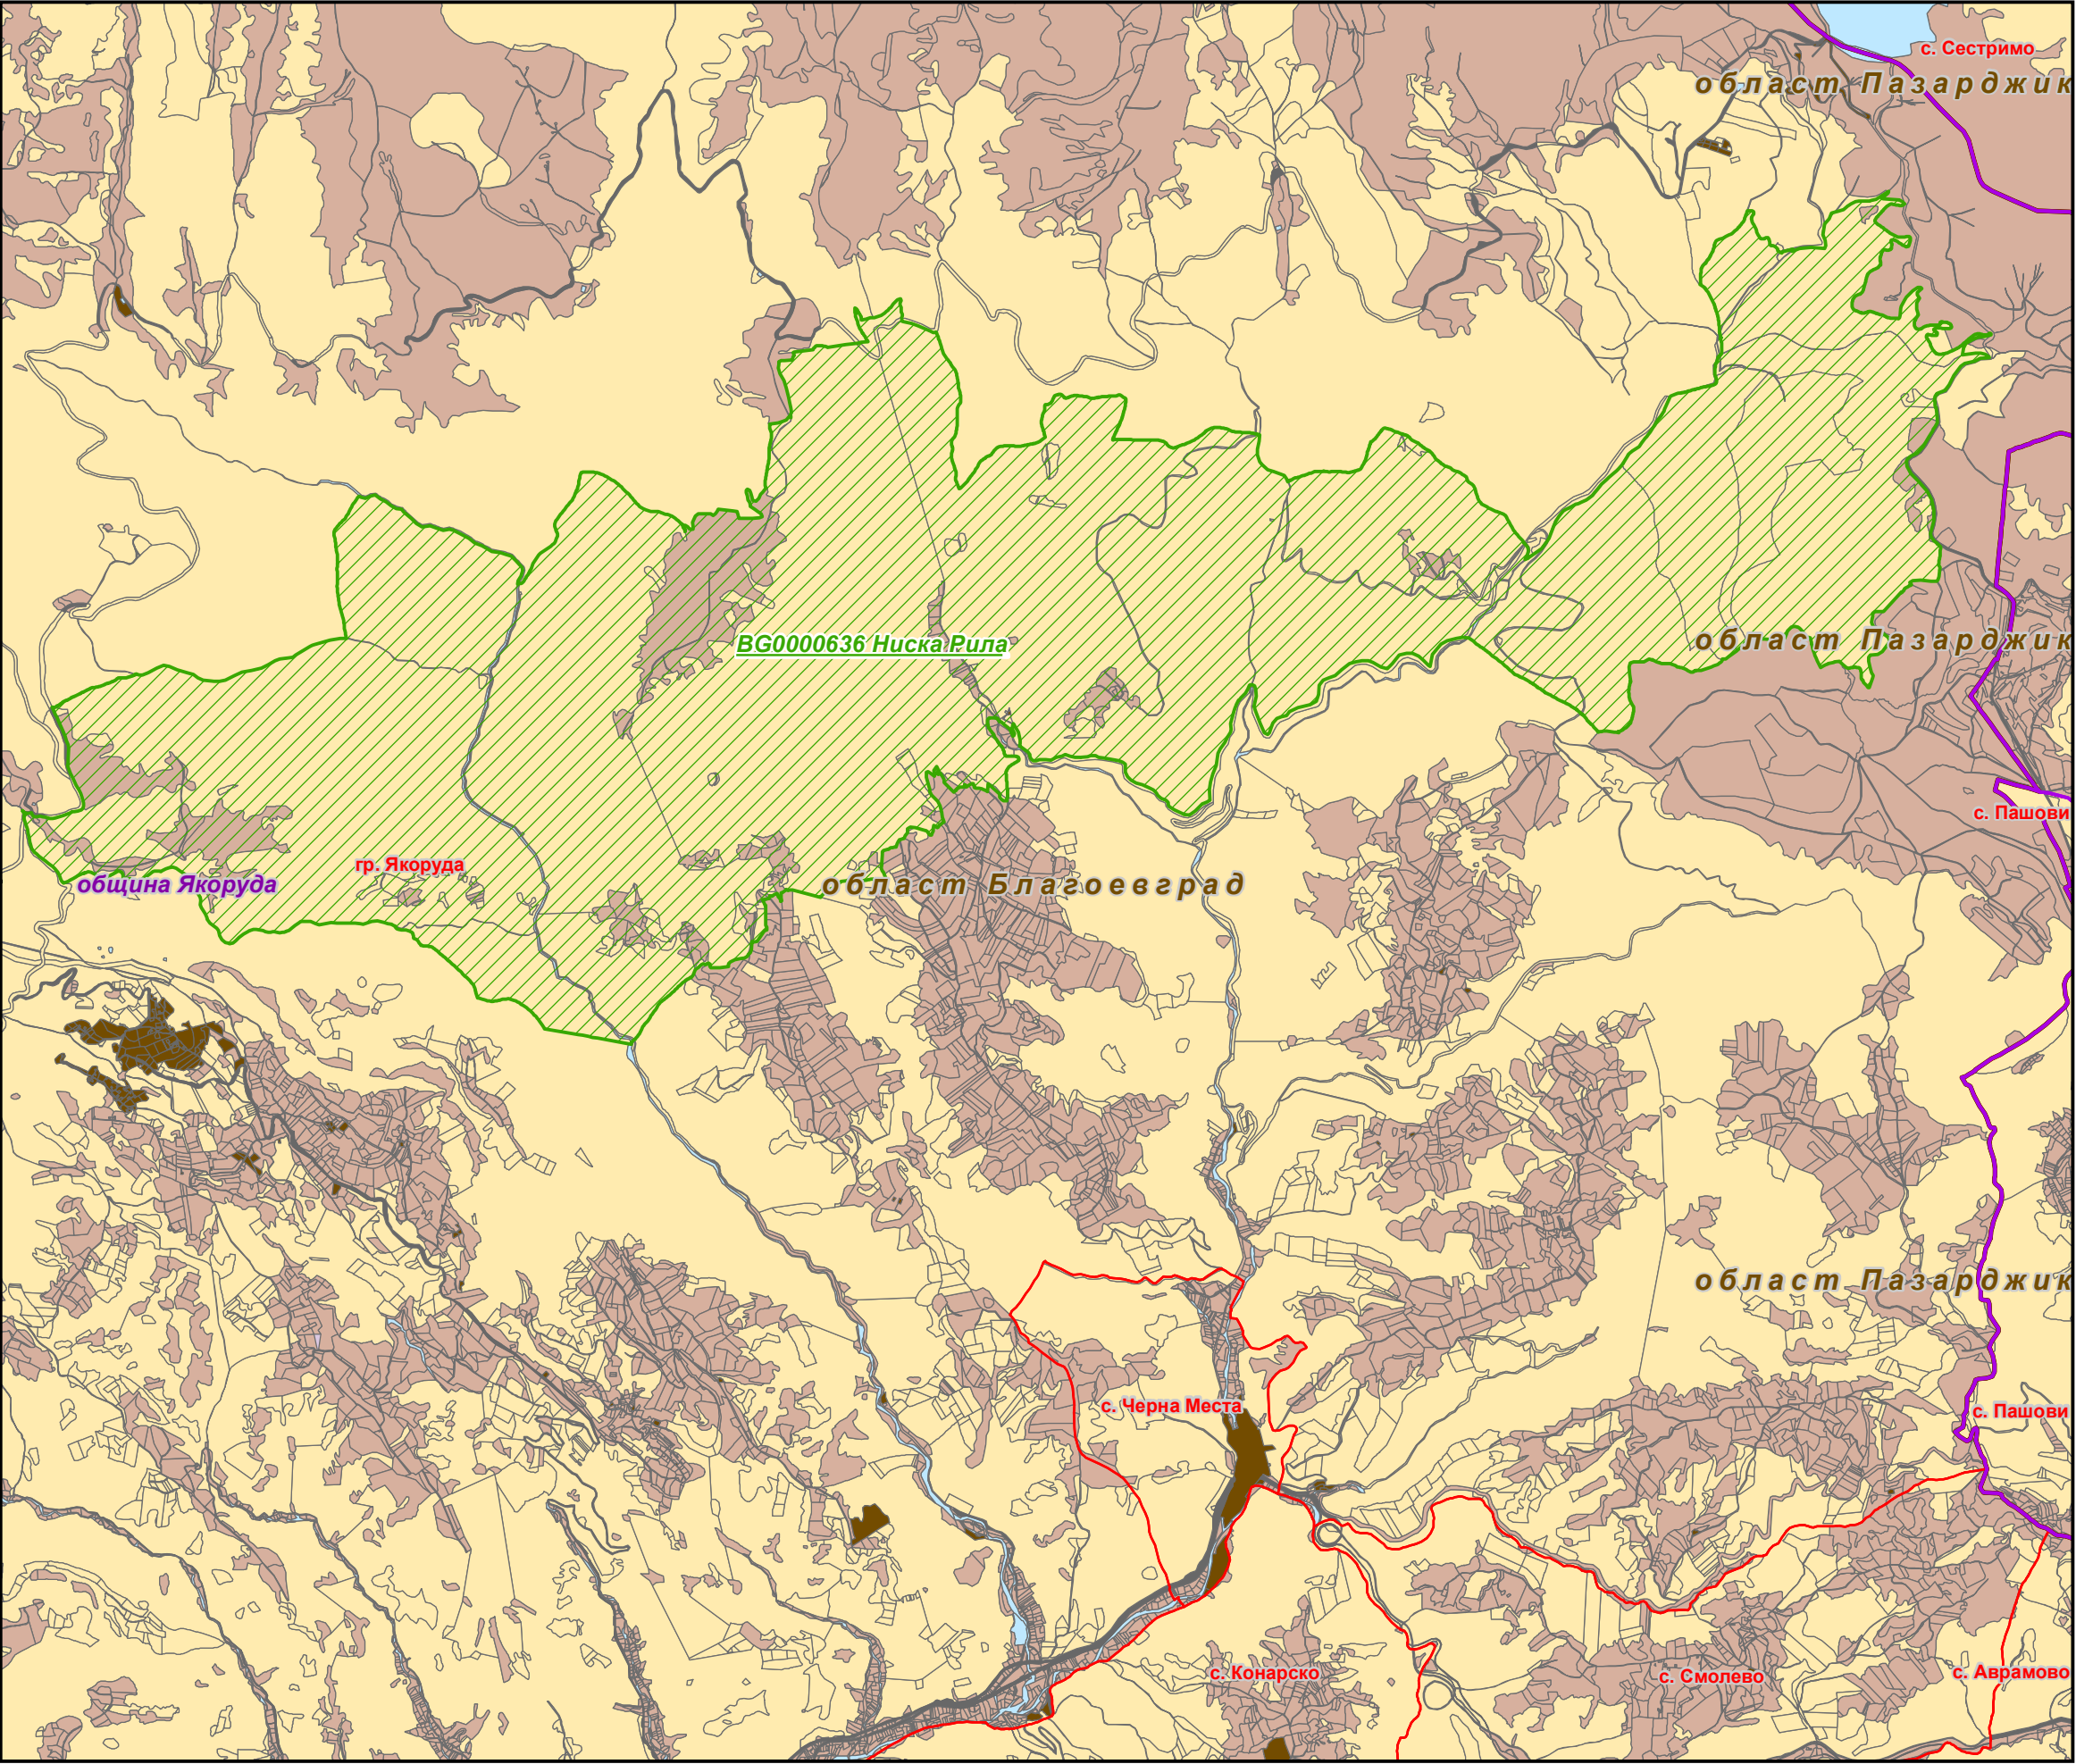 с. Сестримо
област Пазарджик
област Пазарджик
BG0000636 Ниска Рила
с. Пашови
гр. Якоруда
община Якоруда
област Благоевград
област Пазарджик
с. Черна Места
с. Пашови
с. Конарско
с. Смолево
с. Аврамово